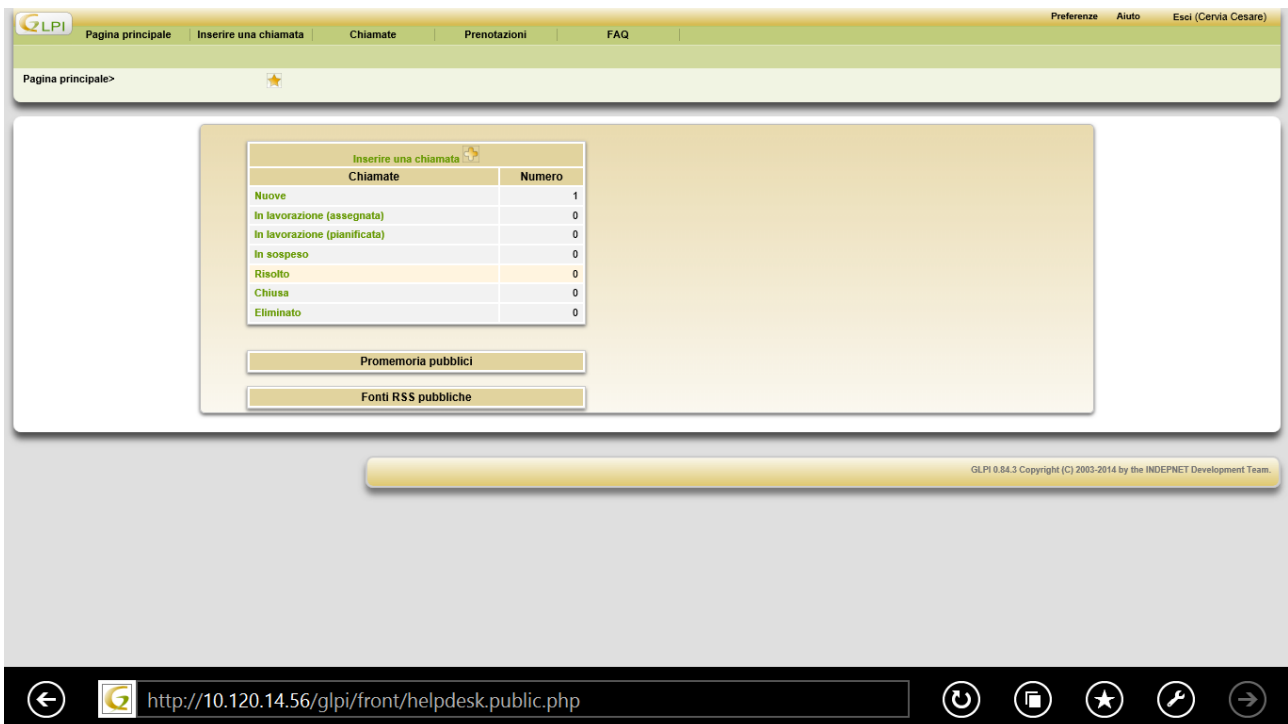 Preferenze Aiuto Esci (Cervia Cesare)
GLPI
Pagina principale Inserire una chiamata Chiamate Prenotazioni FAQ
Pagina principale>
Inserire una chiamata
Chiamate Numero
Nuove 1
In lavorazione (assegnata) 0
In lavorazione (pianificata) 0
In sospeso 0
Risolto 0
Chiusa 0
Eliminato 0
Promemoria pubblici
Fonti RSS pubbliche
GLPI 0.84.3 Copyright (C) 2003-2014 by the INDEPNET Development Team.
http://10.120.14.56/glpi/front/helpdesk.public.php